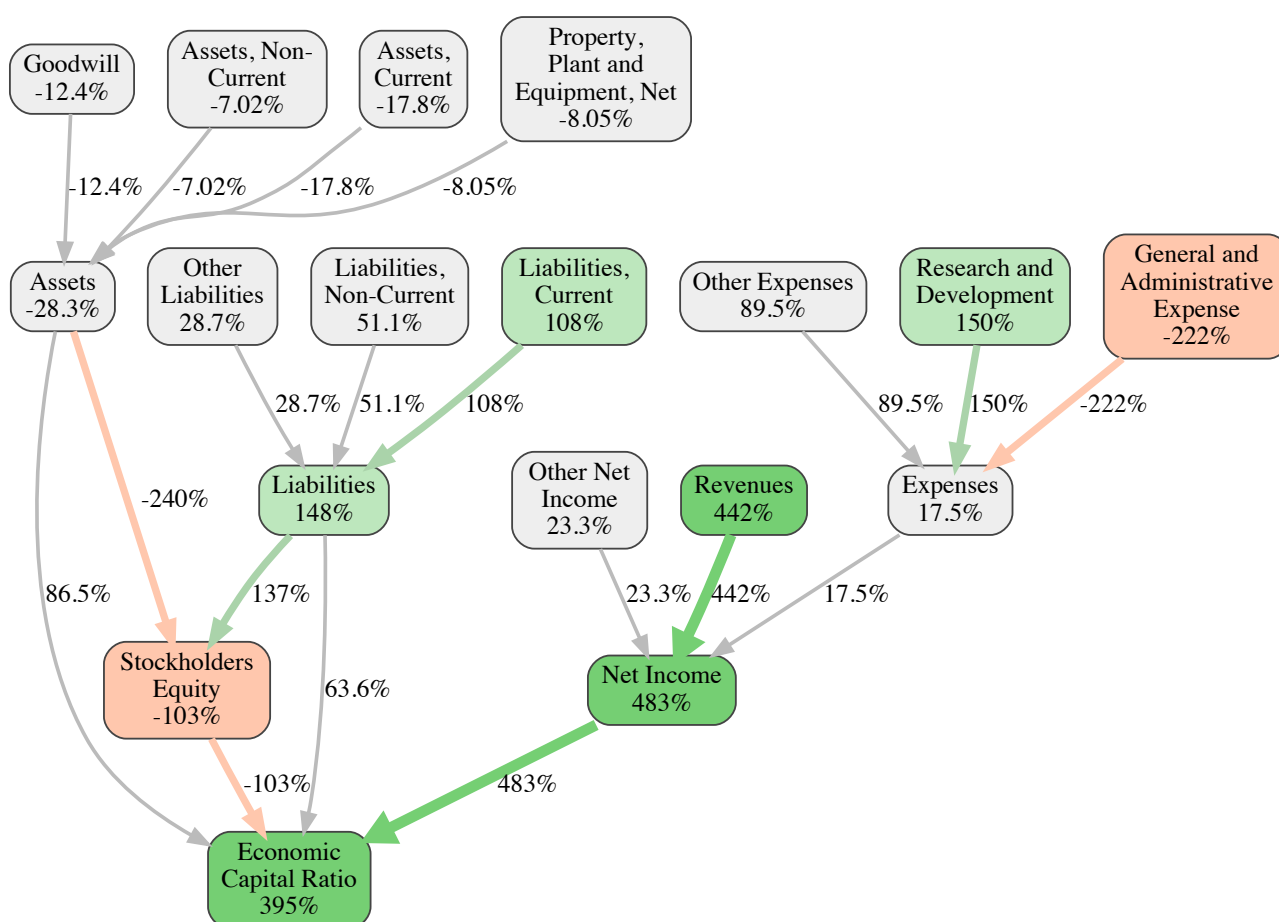 Goodwill
-12.4%
Assets, Non-
Current
-7.02%
Assets,
Current
-17.8%
Property,
Plant and
Equipment, Net
-8.05%
-12.4%
-7.02%
-17.8%
-8.05%
Assets
-28.3%
Other
Liabilities
28.7%
Liabilities,
Non-Current
51.1%
Liabilities,
Current
108%
Other Expenses
89.5%
Research and
Development
150%
General and
Administrative
Expense
-222%
28.7%
51.1%
108%
89.5%
150%
-222%
-240%
Liabilities
148%
Other Net
Income
23.3%
Revenues
442%
Expenses
17.5%
86.5%
137%
23.3%
442%
17.5%
Stockholders
Equity
-103%
63.6%
Net Income
483%
-103%
483%
Economic
Capital Ratio
395%